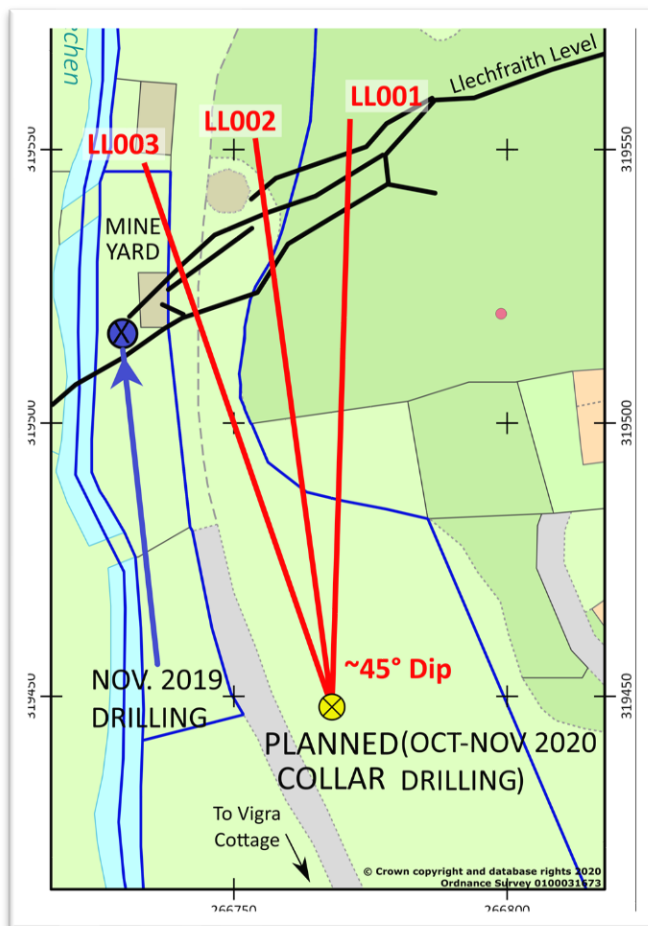 rchen
Llechfraith Level
LL001
LL002
LL003
319550
319550
MINE
YARD
319500
319500
~45° Dip
NOV. 2019
DRILLING
319450
319450
PLANNED (OCT-NOV 2020
COLLAR DRILLING)
To Vigra
Cottage
© Crown copyright and database rights 2020
Ordnance Survey 0100031673
266750
266800